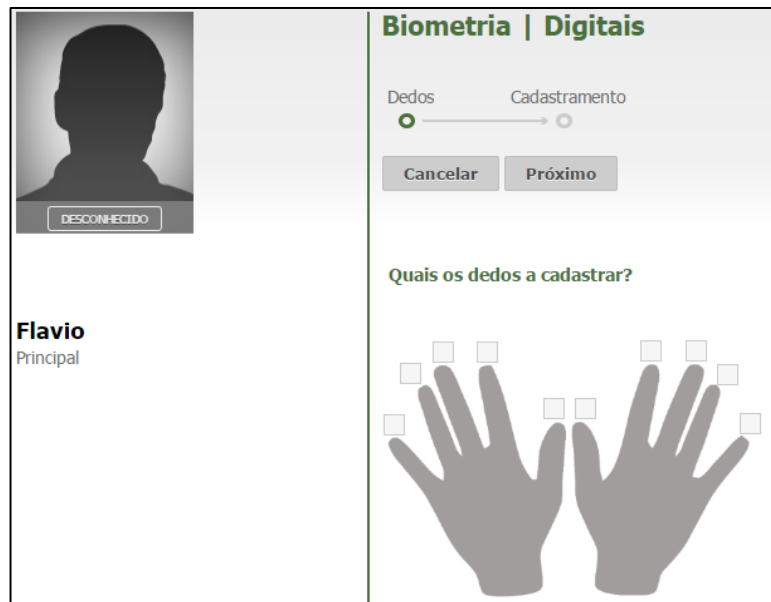 DESCONHECIDO
Flavio
Principal
Biometria | Digitais
Dedos Cadastramento
Cancelar Próximo
Quais os dedos a cadastrar?